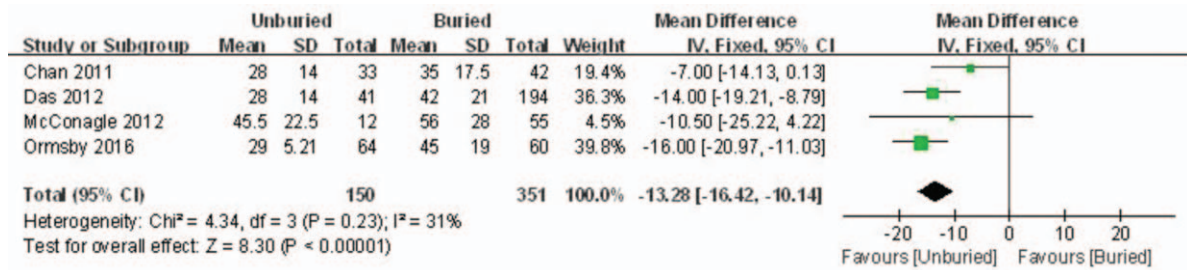 Unburied Buried Mean Difference Mean Difference
Study or Subgroup Mean SD Total Mean SD Total Weight IV, Fixed, 95% CI IV, Fixed, 95% CI
Chan 2011 28 14 33 35 17.5 42 19.4% -7.00 [-14.13, 0.13]
Das 2012 28 14 41 42 21 194 36.3% -14.00 [-19.21, -8.79]
McConagle 2012 45.5 22.5 12 56 28 55 4.5% -10.50 [-25.22, 4.22]
Ormsby 2016 29 5.21 64 45 19 60 39.8% -16.00 [-20.97, -11.03]
Total (95% CI) 150 351 100.0% -13.28 [-16.42, -10.14]
Heterogeneity: Chi² = 4.34, df = 3 (P = 0.23); I² = 31%
Test for overall effect: Z = 8.30 (P < 0.00001)
-20 -10 0 10 20
Favours [Unburied] Favours [Buried]